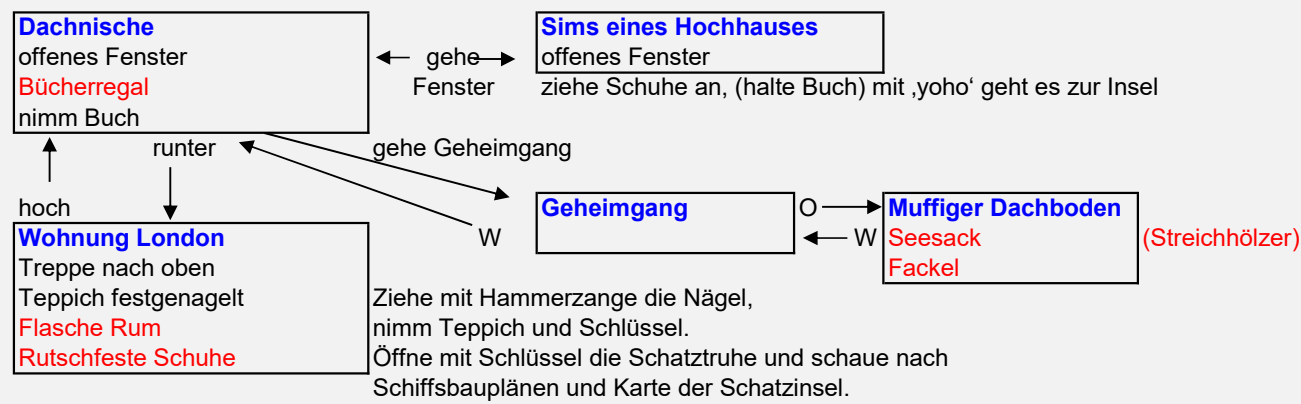 Dachnische
offenes Fenster
Bücherregal
nimm Buch
gehe
Fenster
Sims eines Hochhauses
offenes Fenster
ziehe Schuhe an, (halte Buch) mit ‚yoho‘ geht es zur Insel
runter
gehe Geheimgang
hoch
W
Geheimgang
O
W
Muffiger Dachboden
Seesack
(Streichhölzer)
Fackel
Wohnung London
Treppe nach oben
Teppich festgenagelt
Flasche Rum
Rutschfeste Schuhe
Ziehe mit Hammerzange die Nägel,
nimm Teppich und Schlüssel.
Öffne mit Schlüssel die Schatztruhe und schaue nach
Schiffsbauplänen und Karte der Schatzinsel.